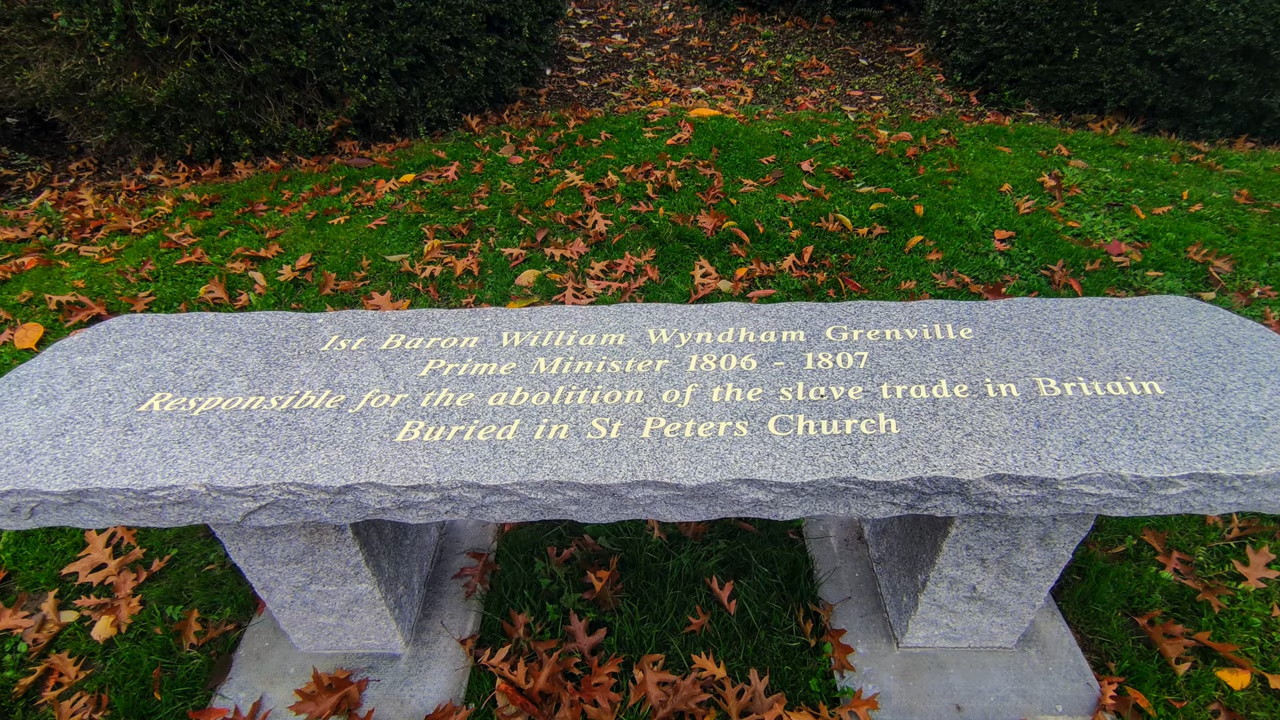 1st Baron William Wyndham Grenville
Prime Minister 1806 - 1807
Responsible for the abolition of the slave trade in Britain
Buried in St Peters Church